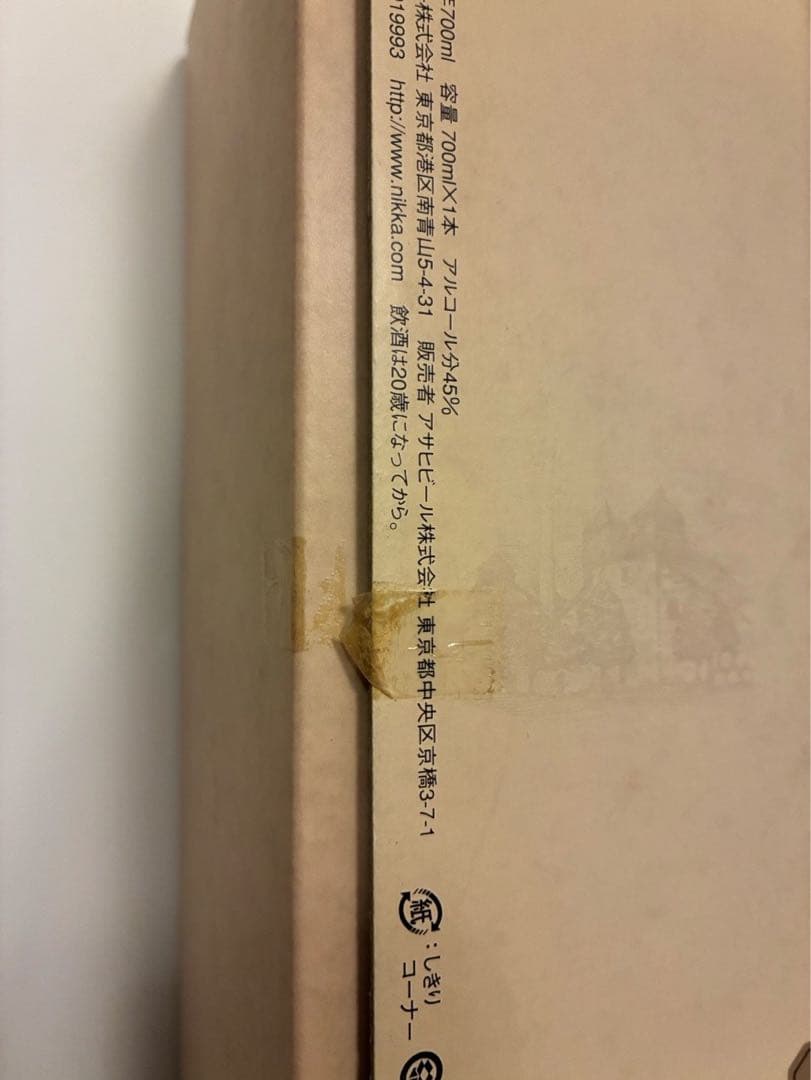 700ml 容量 700ml×1本 アルコール分45%
株式会社 東京都港区南青山5-4-31 販売者 アサヒビール株式会社 東京都中央区京橋3-7-1
019993 http://www.nikka.com 飲酒は20歳になってから。
紙:しきり
コーナー